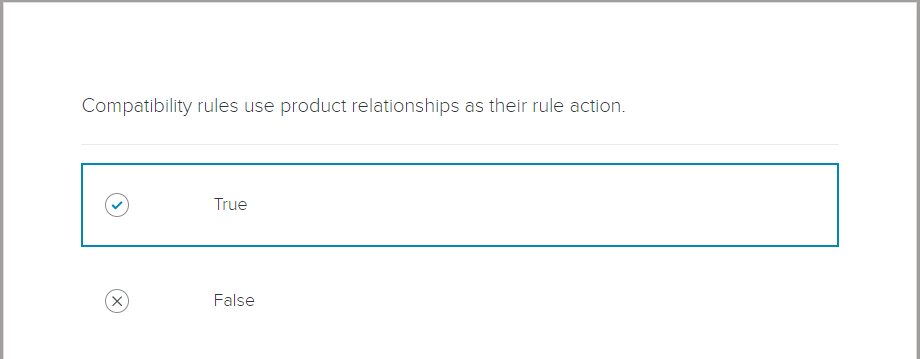 Compatibility rules use product relationships as their rule action.
True
False